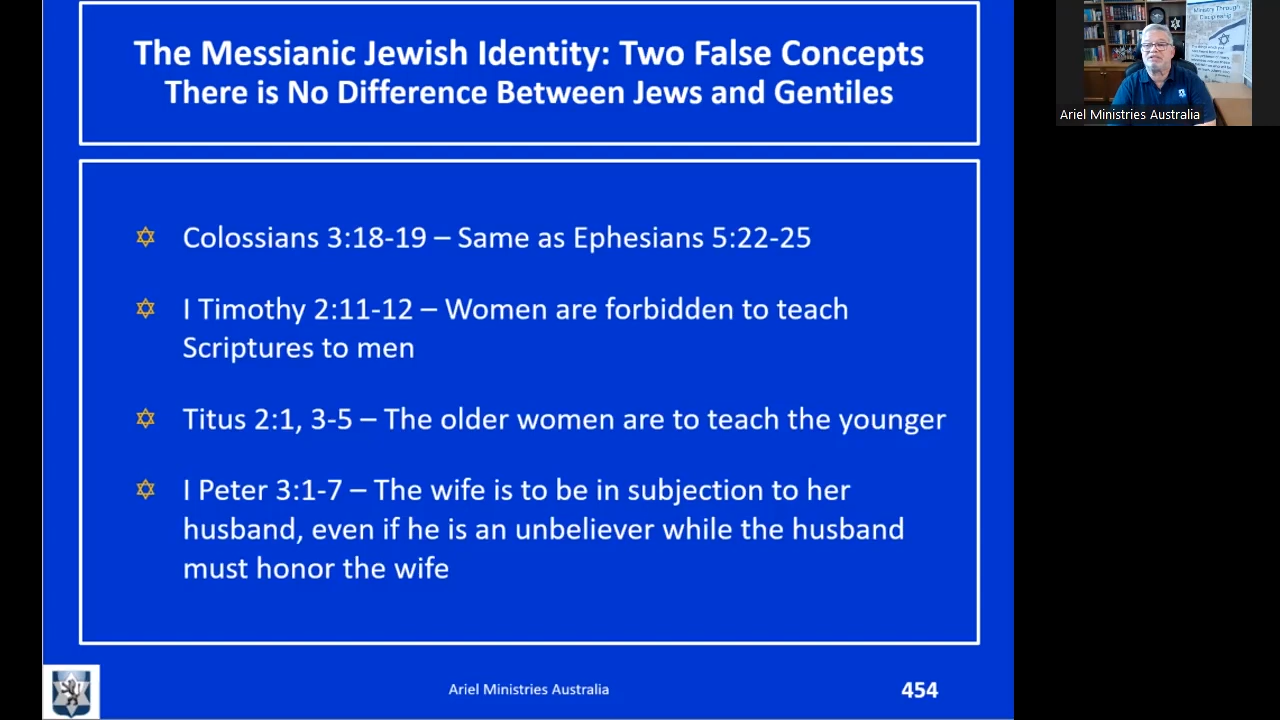 The Messianic Jewish Identity: Two False Concepts
There is No Difference Between Jews and Gentiles
Colossians 3:18-19 – Same as Ephesians 5:22-25
I Timothy 2:11-12 – Women are forbidden to teach
Scriptures to men
Titus 2:1, 3-5 – The older women are to teach the younger
I Peter 3:1-7 – The wife is to be in subjection to her
husband, even if he is an unbeliever while the husband
must honor the wife
Ariel Ministries Australia
454
Ministry Through
Discipleship
Ariel Ministries Australia